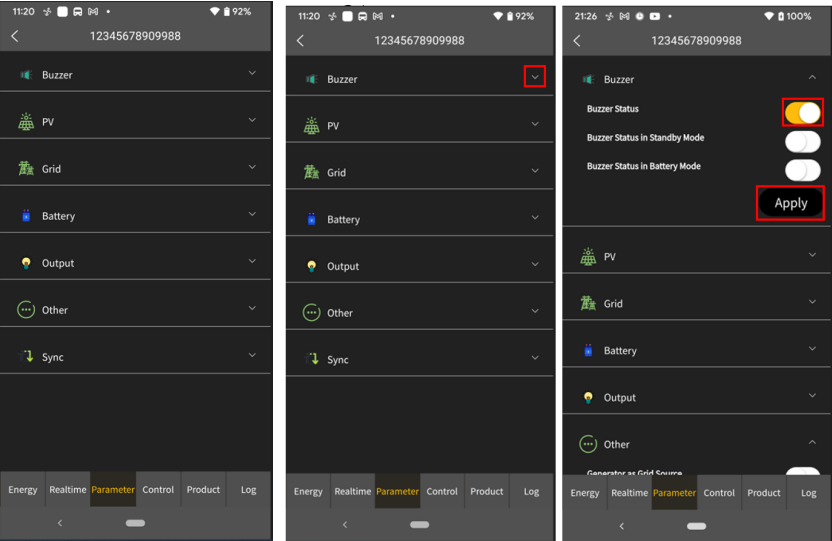 11:20
92%
12345678909988
Buzzer
PV
Grid
Battery
Output
Other
Sync
Energy Realtime Parameter Control Product Log
11:20
92%
12345678909988
Buzzer
PV
Grid
Battery
Output
Other
Sync
Energy Realtime Parameter Control Product Log
21:26
100%
12345678909988
Buzzer
Buzzer Status
Buzzer Status in Standby Mode
Buzzer Status in Battery Mode
Apply
PV
Grid
Battery
Output
Other
Generator as Grid Source
Energy Realtime Parameter Control Product Log